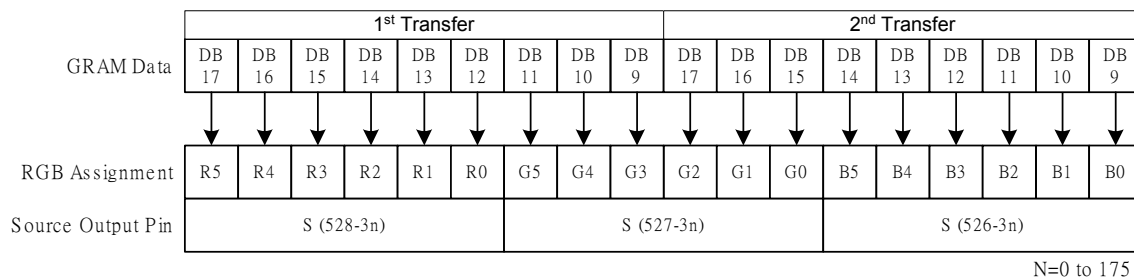 1st Transfer 2nd Transfer
GRAM Data DB 17 DB 16 DB 15 DB 14 DB 13 DB 12 DB 11 DB 10 DB 9 DB 17 DB 16 DB 15 DB 14 DB 13 DB 12 DB 11 DB 10 DB 9
RGB Assignment R5 R4 R3 R2 R1 R0 G5 G4 G3 G2 G1 G0 B5 B4 B3 B2 B1 B0
Source Output Pin S (528-3n) S (527-3n) S (526-3n)
N=0 to 175